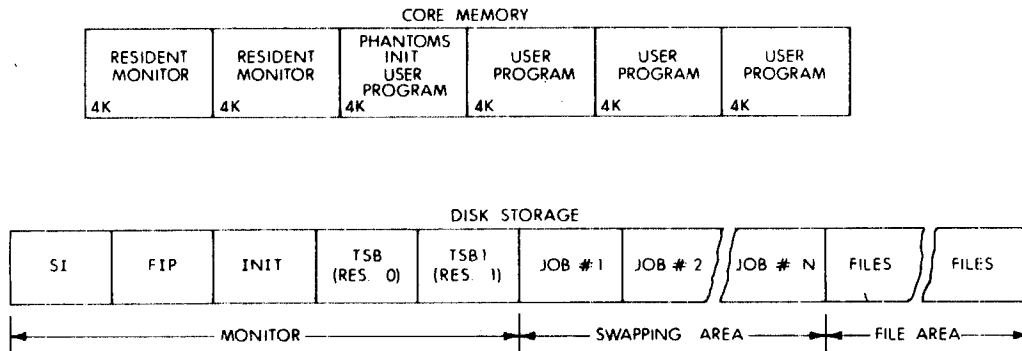 CORE MEMORY
RESIDENT
MONITOR
4K
RESIDENT
MONITOR
4K
PHANTOMS
INIT
USER
PROGRAM
4K
USER
PROGRAM
4K
USER
PROGRAM
4K
USER
PROGRAM
4K
DISK STORAGE
SI
FIP
INIT
TSB
(RES. 0)
TSB1
(RES. 1)
JOB #1
JOB # 2
JOB # N
FILES
FILES
MONITOR
SWAPPING AREA
FILE AREA